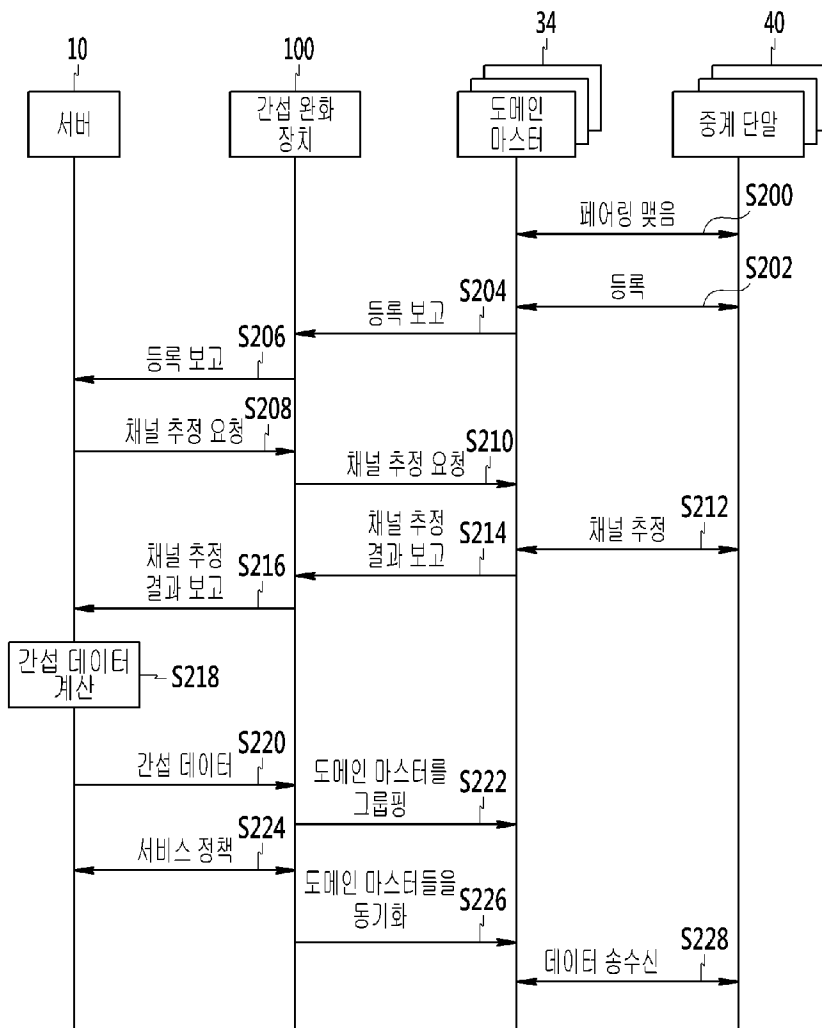 10
100
34
40
서버
간섭 완화
장치
도메인
마스터
중계 단말
페어링 맺음
S200
등록
S202
등록 보고
S204
등록 보고
S206
채널 추정 요청
S208
채널 추정 요청
S210
채널 추정
S212
채널 추정
결과 보고
S214
채널 추정
결과 보고
S216
간섭 데이터
계산
S218
간섭 데이터
S220
도메인 마스터를
그룹핑
S222
서비스 정책
S224
도메인 마스터들을
동기화
S226
데이터 송수신
S228